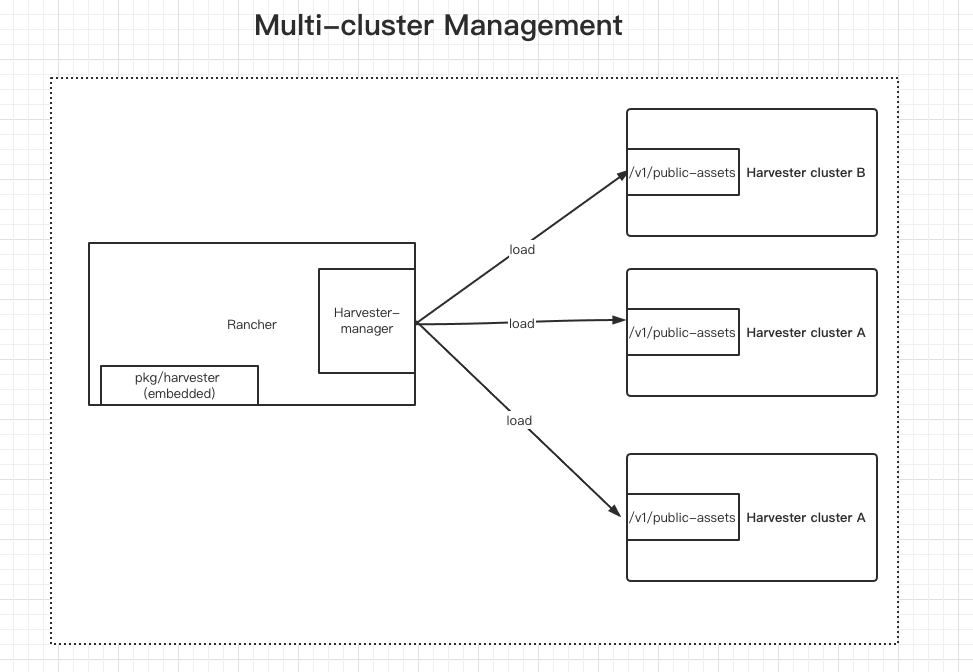 Multi–cluster Management
/v1/public–assets
Harvester cluster B
load
Harvester–
manager
Rancher
load
/v1/public–assets
Harvester cluster A
pkg/harvester
(embedded)
load
/v1/public–assets
Harvester cluster A